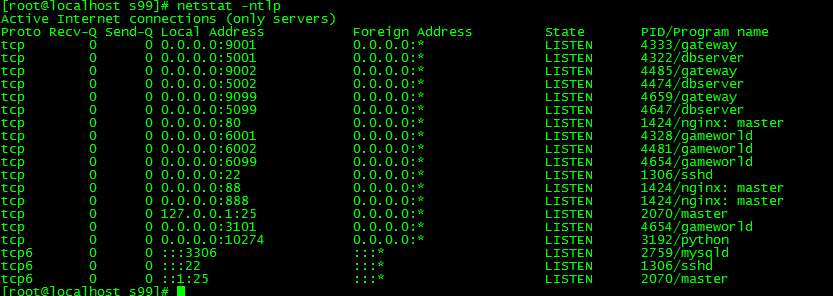 [root@localhost s99]# netstat -ntlp
Active Internet connections (only servers)
Proto Recv-Q Send-Q Local Address           Foreign Address         State       PID/Program name
tcp        0      0 0.0.0.0:9001            0.0.0.0:*               LISTEN      4333/gateway
tcp        0      0 0.0.0.0:5001            0.0.0.0:*               LISTEN      4322/dbserver
tcp        0      0 0.0.0.0:9002            0.0.0.0:*               LISTEN      4485/gateway
tcp        0      0 0.0.0.0:5002            0.0.0.0:*               LISTEN      4474/dbserver
tcp        0      0 0.0.0.0:9099            0.0.0.0:*               LISTEN      4659/gateway
tcp        0      0 0.0.0.0:5099            0.0.0.0:*               LISTEN      4647/dbserver
tcp        0      0 0.0.0.0:80              0.0.0.0:*               LISTEN      1424/nginx: master
tcp        0      0 0.0.0.0:6001            0.0.0.0:*               LISTEN      4328/gameworld
tcp        0      0 0.0.0.0:6002            0.0.0.0:*               LISTEN      4481/gameworld
tcp        0      0 0.0.0.0:6099            0.0.0.0:*               LISTEN      4654/gameworld
tcp        0      0 0.0.0.0:22              0.0.0.0:*               LISTEN      1306/sshd
tcp        0      0 0.0.0.0:88              0.0.0.0:*               LISTEN      1424/nginx: master
tcp        0      0 0.0.0.0:888             0.0.0.0:*               LISTEN      1424/nginx: master
tcp        0      0 127.0.0.1:25            0.0.0.0:*               LISTEN      2070/master
tcp        0      0 0.0.0.0:3101            0.0.0.0:*               LISTEN      4654/gameworld
tcp        0      0 0.0.0.0:10274           0.0.0.0:*               LISTEN      3192/python
tcp6       0      0 :::3306                 :::*                    LISTEN      2759/mysqld
tcp6       0      0 :::22                   :::*                    LISTEN      1306/sshd
tcp6       0      0 ::1:25                  :::*                    LISTEN      2070/master
[root@localhost s99]#